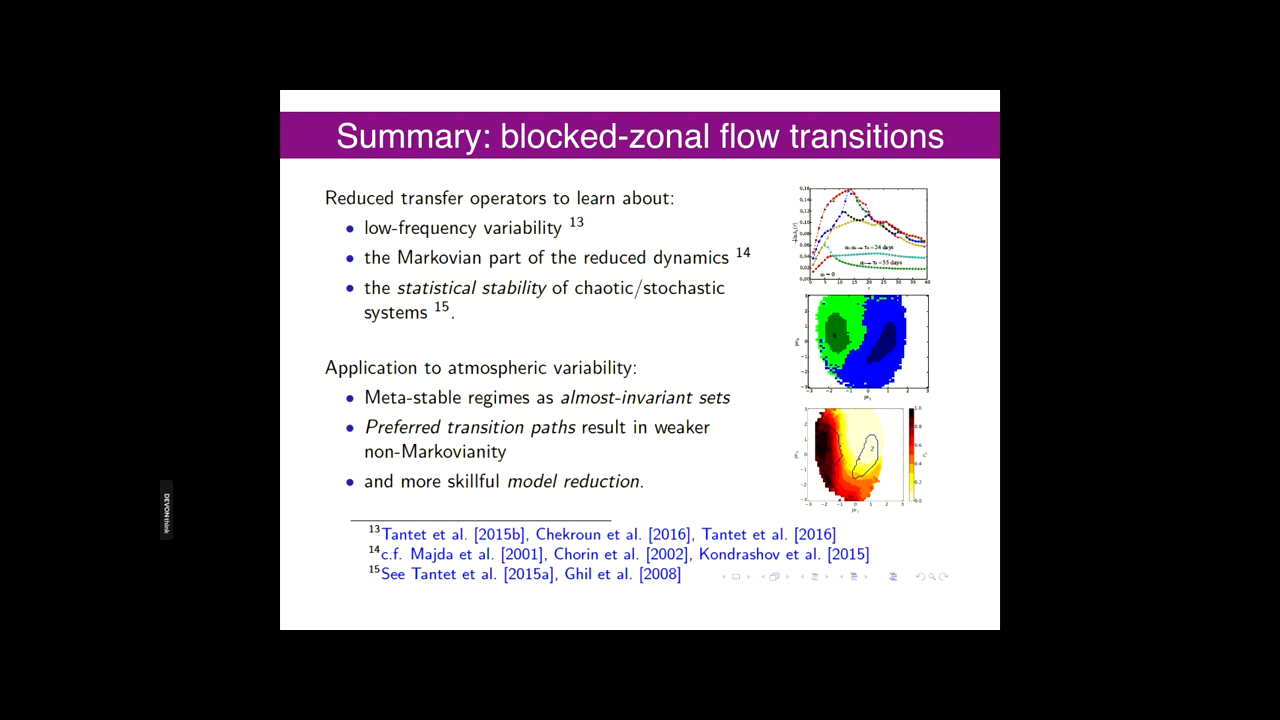 Summary: blocked-zonal flow transitions
Reduced transfer operators to learn about:
• low-frequency variability 13
• the Markovian part of the reduced dynamics 14
• the statistical stability of chaotic/stochastic
systems 15.
Application to atmospheric variability:
• Meta-stable regimes as almost-invariant sets
• Preferred transition paths result in weaker
non-Markovianity
• and more skillful model reduction.
13Tantet et al. [2015b], Chekroun et al. [2016], Tantet et al. [2016]
14c.f. Majda et al. [2001], Chorin et al. [2002], Kondrashov et al. [2015]
15See Tantet et al. [2015a], Ghil et al. [2008]
DEVONthink